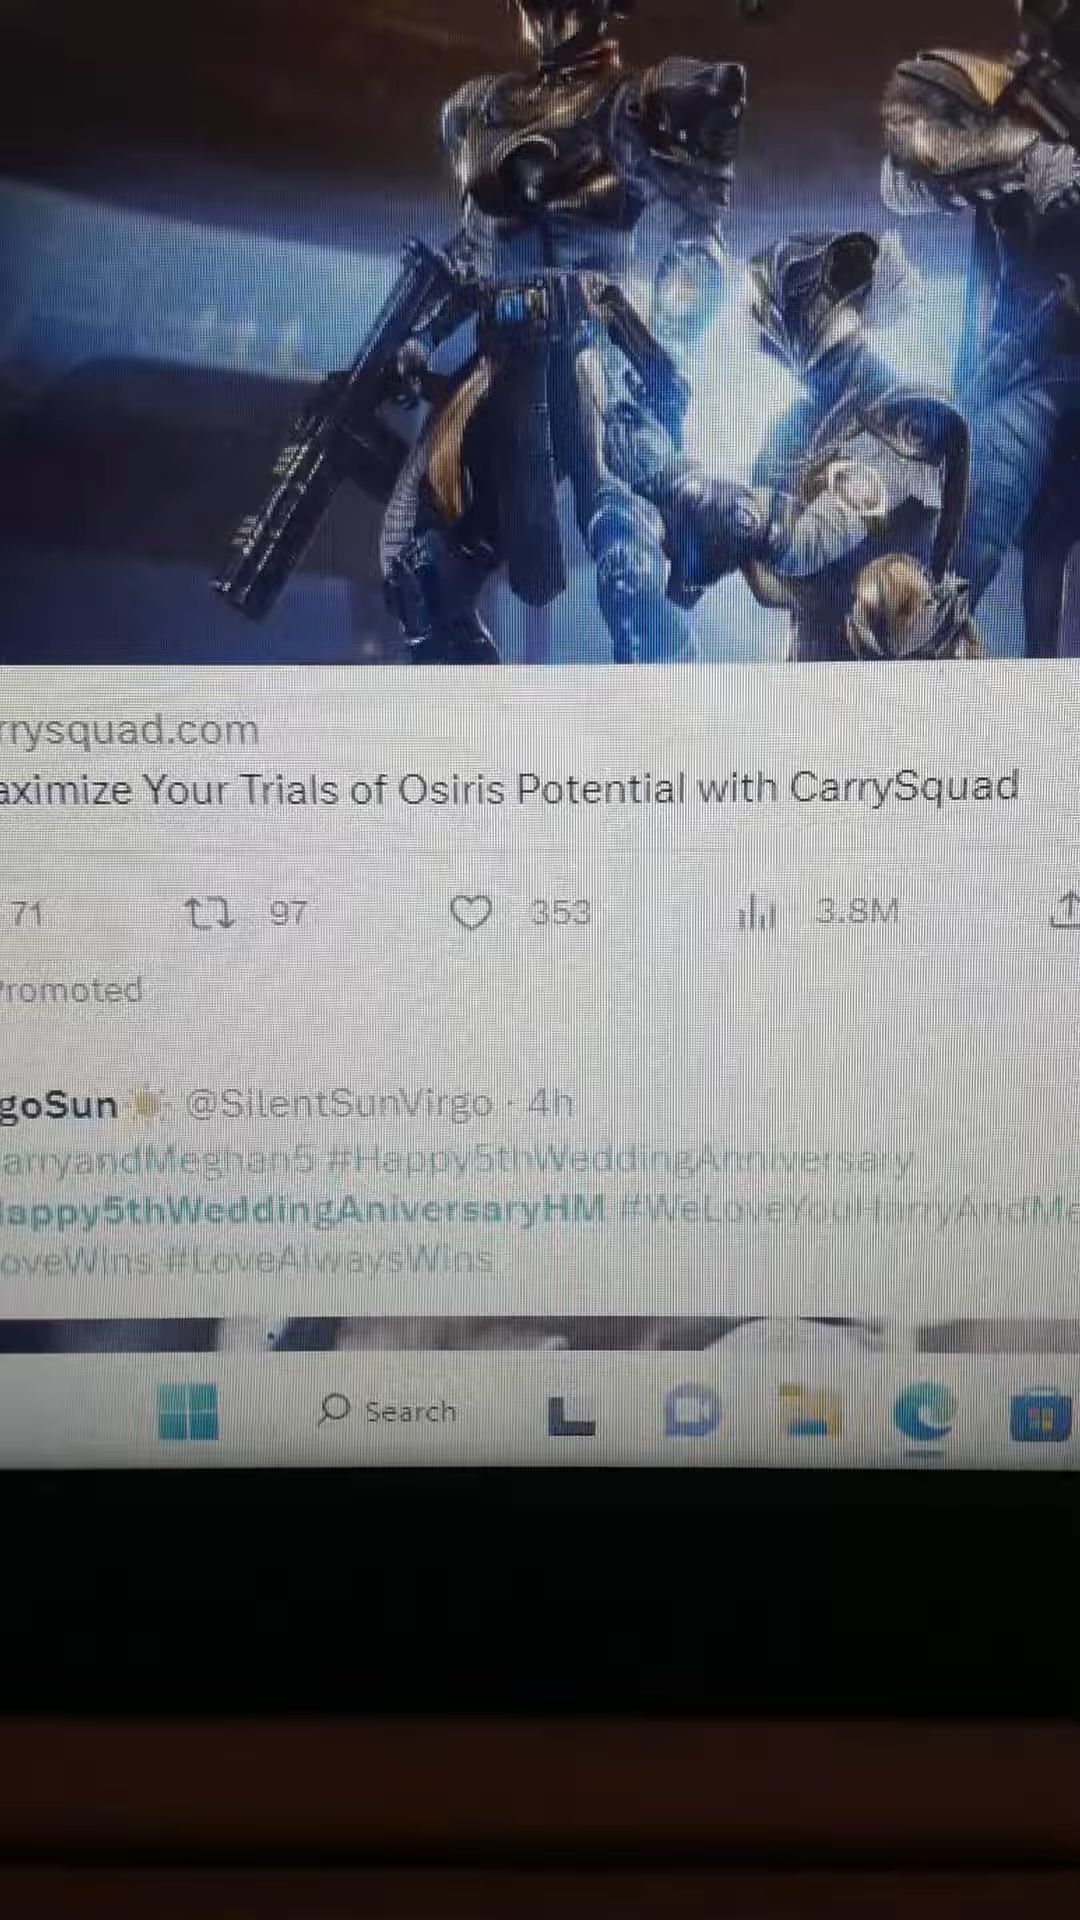 rrysquad.com
aximize Your Trials of Osiris Potential with CarrySquad
71 97 353 3.8M
Promoted
goSun @SilentSunVirgo · 4h
arryandMeghan5 #Happy5thWeddingAnniversary
Happy5thWeddingAniversaryHM #WeLoveYouHarryAndMe
oveWins #LoveAlwaysWins
Search